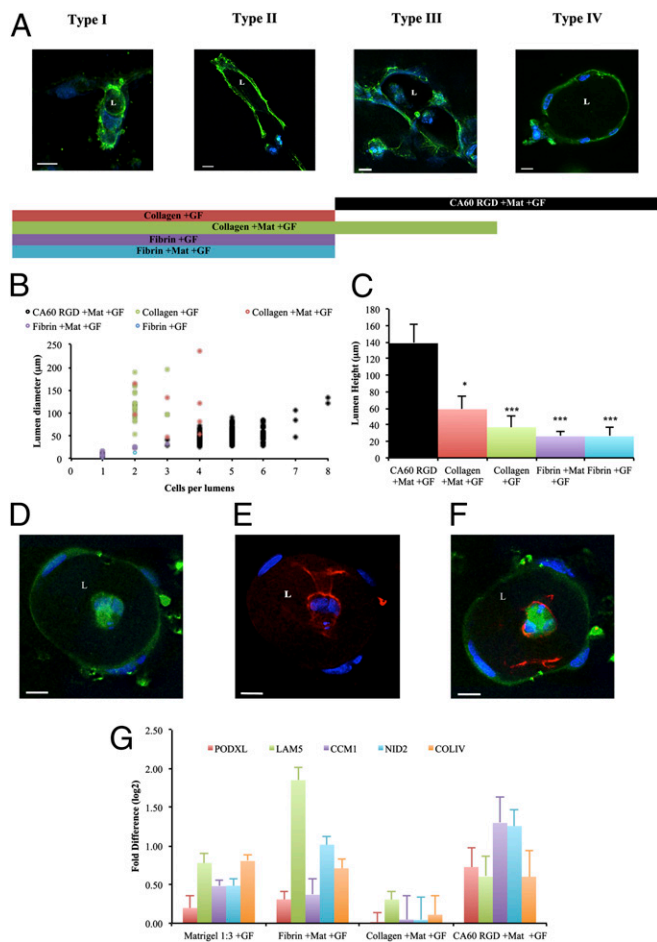 A
Type I
Type II
Type III
Type IV
L
L
L
L
CA60 RGD +Mat +GF
Collagen +GF
Collagen +Mat +GF
Fibrin +GF
Fibrin +Mat +GF
B
CA60 RGD +Mat +GF
Collagen +GF
Collagen +Mat +GF
Fibrin +Mat +GF
Fibrin +GF
Lumen diameter (μm)
250
200
150
100
50
0
0 1 2 3 4 5 6 7 8
Cells per lumens
C
Lumen Height (μm)
180
160
140
120
100
80
60
40
20
0
*
***
***
***
CA60 RGD +Mat +GF
Collagen +Mat +GF
Collagen +GF
Fibrin +Mat +GF
Fibrin +GF
D
L
E
L
F
L
G
PODXL
LAM5
CCM1
NID2
COLIV
Fold Difference (log2)
2.50
2.00
1.50
1.00
0.50
0.00
Matrigel 1:3 +GF
Fibrin +Mat +GF
Collagen +Mat +GF
CA60 RGD +Mat +GF